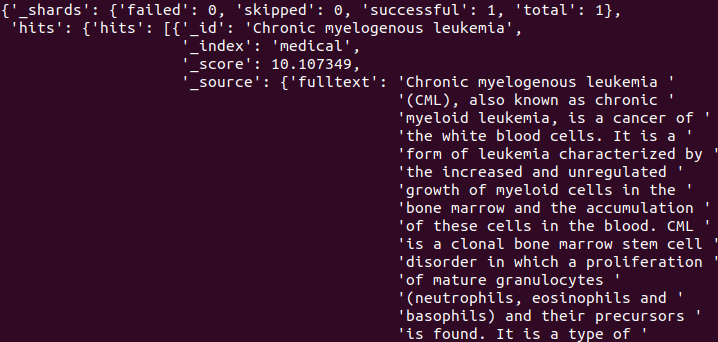 {'_shards': {'failed': 0, 'skipped': 0, 'successful': 1, 'total': 1},
 'hits': {'hits': [{'_id': 'Chronic myelogenous leukemia',
                    '_index': 'medical',
                    '_score': 10.107349,
                    '_source': {'fulltext': 'Chronic myelogenous leukemia '
                                            '(CML), also known as chronic '
                                            'myeloid leukemia, is a cancer of '
                                            'the white blood cells. It is a '
                                            'form of leukemia characterized by '
                                            'the increased and unregulated '
                                            'growth of myeloid cells in the '
                                            'bone marrow and the accumulation '
                                            'of these cells in the blood. CML '
                                            'is a clonal bone marrow stem cell '
                                            'disorder in which a proliferation '
                                            'of mature granulocytes '
                                            '(neutrophils, eosinophils and '
                                            'basophils) and their precursors '
                                            'is found. It is a type of '